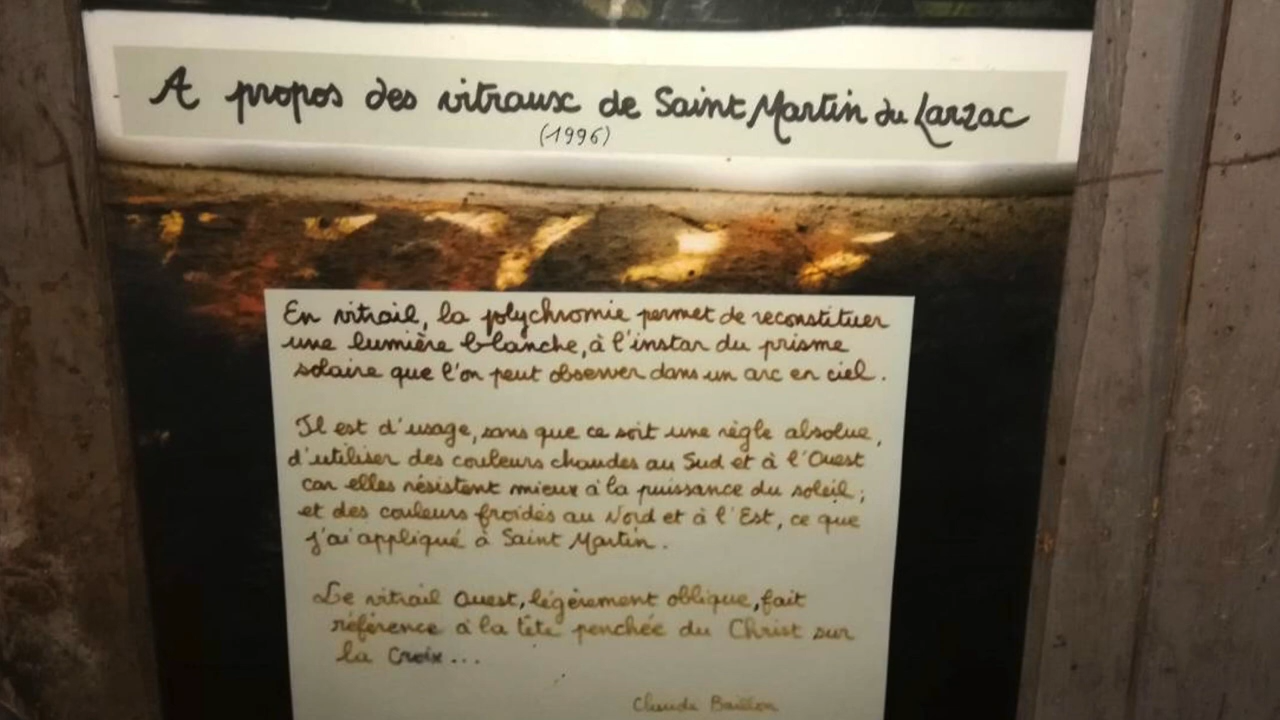 A propos des vitraux de Saint Martin du Larzac
(1996)
En vitrail, la polychromie permet de reconstituer
une lumière blanche, à l'instar du prisme
solaire que l'on peut observer dans un arc en ciel.
Il est d'usage, sans que ce soit une règle absolue,
d'utiliser des couleurs chaudes au Sud et à l'Ouest
car elles résistent mieux à la puissance du soleil;
et des couleurs froides au Nord et à l'Est, ce que
j'ai appliqué à Saint Martin.
Le vitrail Ouest, légèrement oblique, fait
référence à la tête penchée du Christ sur
la Croix...
Claude Baillon